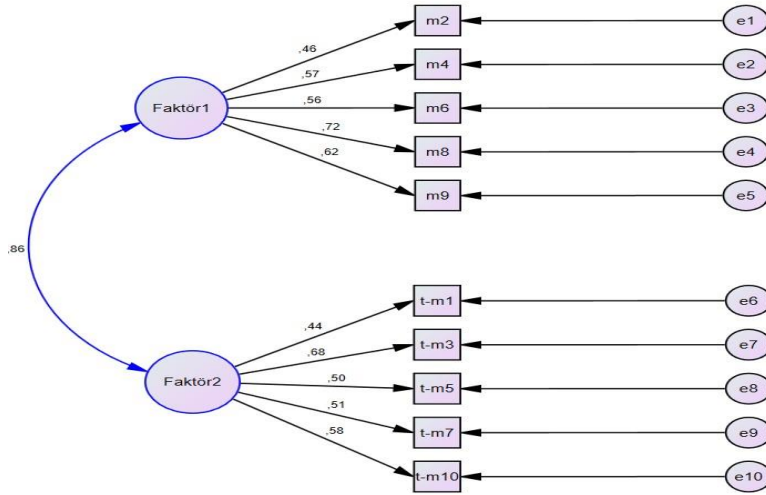 m2
e1
,46
m4
e2
,57
Faktör1
,56
m6
e3
,72
m8
e4
,62
m9
e5
,86
t-m1
e6
,44
t-m3
e7
,68
Faktör2
,50
t-m5
e8
,51
t-m7
e9
,58
t-m10
e10